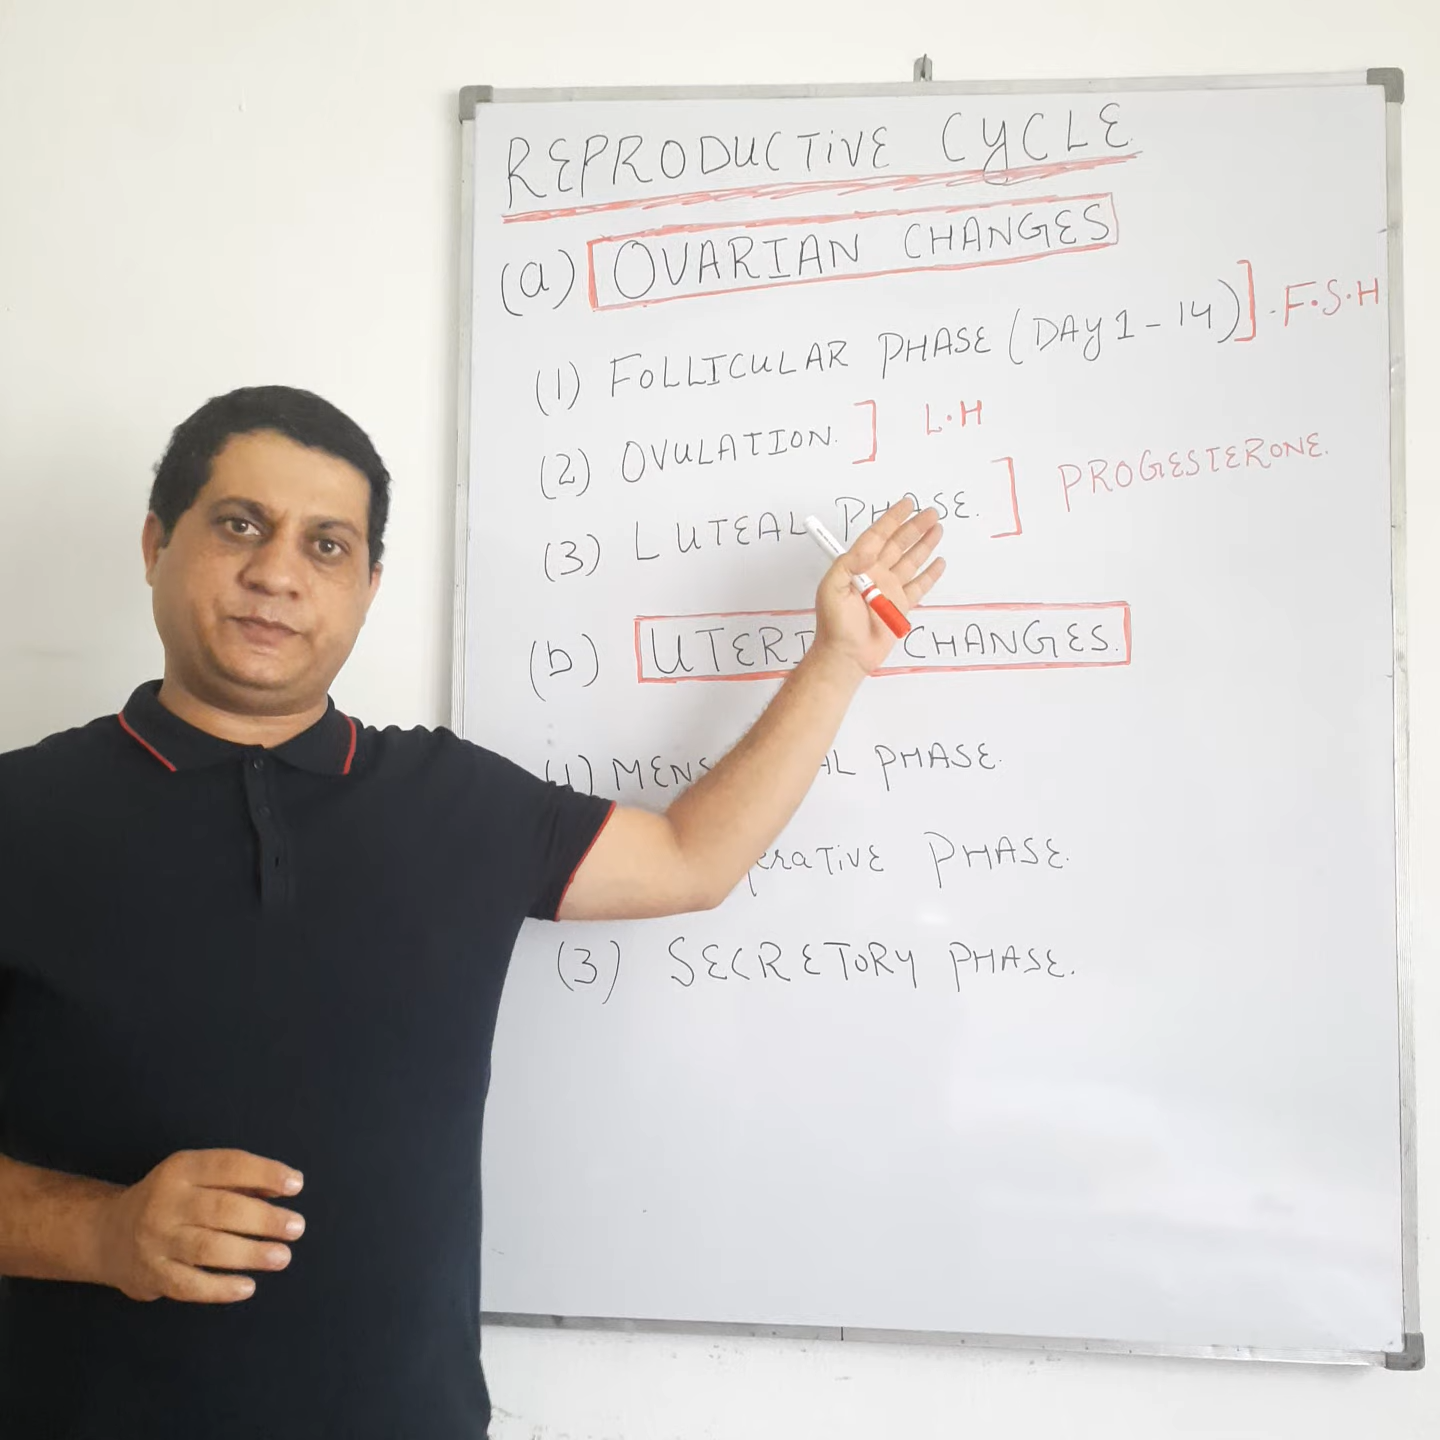 REPRODUCTIVE CYCLE
(a) OVARIAN CHANGES
(1) FOLLICULAR PHASE (DAY 1 - 14) ] . F.S.H
(2) OVULATION. ] L.H
(3) LUTEAL PHASE. ] PROGESTERONE.
(b) CHANGES.
PHASE.
PHASE.
(3) SECRETORY PHASE.